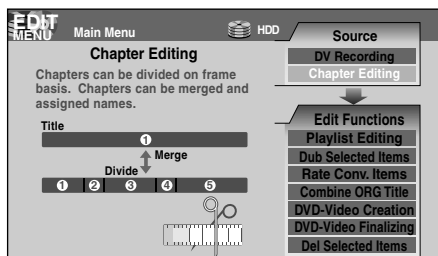 EDIT
MENU
Main Menu
HDD
Chapter Editing
Chapters can be divided on frame
basis. Chapters can be merged and
assigned names.
Title
1
Merge
Divide
1 2 3 4 5
Source
DV Recording
Chapter Editing
Edit Functions
Playlist Editing
Dub Selected Items
Rate Conv. Items
Combine ORG Title
DVD-Video Creation
DVD-Video Finalizing
Del Selected Items